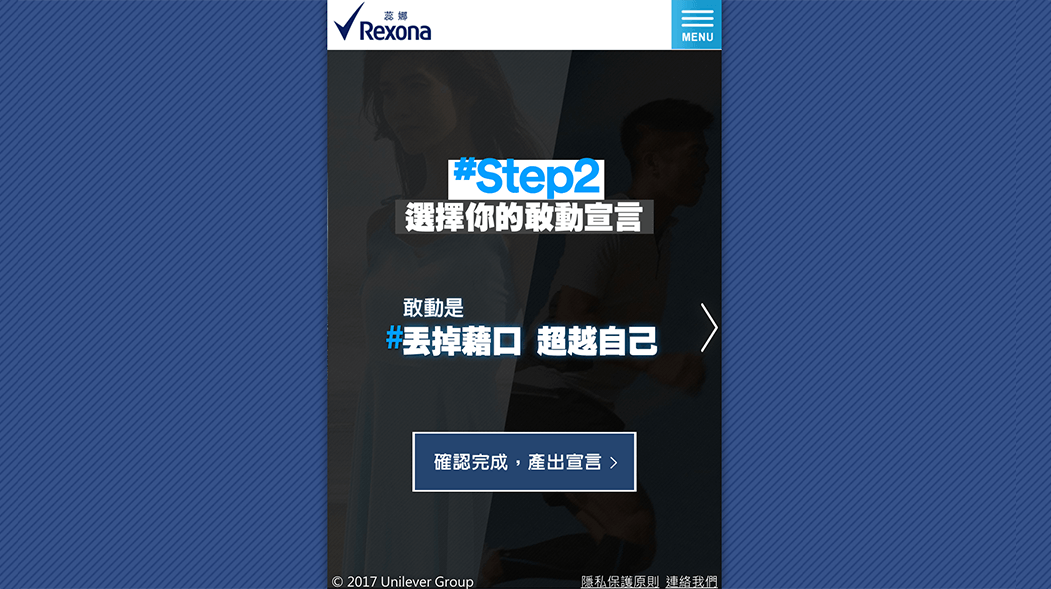 蕊娜
Rexona
MENU
#Step2
選擇你的敢動宣言
敢動是
#丟掉藉口 超越自己
確認完成，產出宣言 >
© 2017 Unilever Group
隱私保護原則 連絡我們